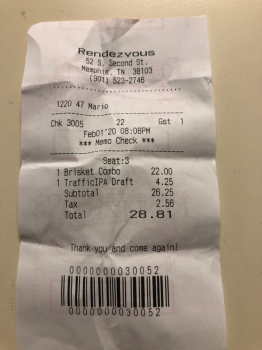 Rendezvous
52 S. Second St.
Memphis, TN 38103
(901) 523-2746
1220 47 Mario
Chk 3005 22 Gst 1
Feb01'20 08:08PM
*** Memo Check ***
Seat:3
1 Brisket Combo 22.00
1 TrafficIPA Draft 4.25
Subtotal 26.25
Tax 2.56
Total 28.81
Thank you and come again!
0000000030052
0000000030052